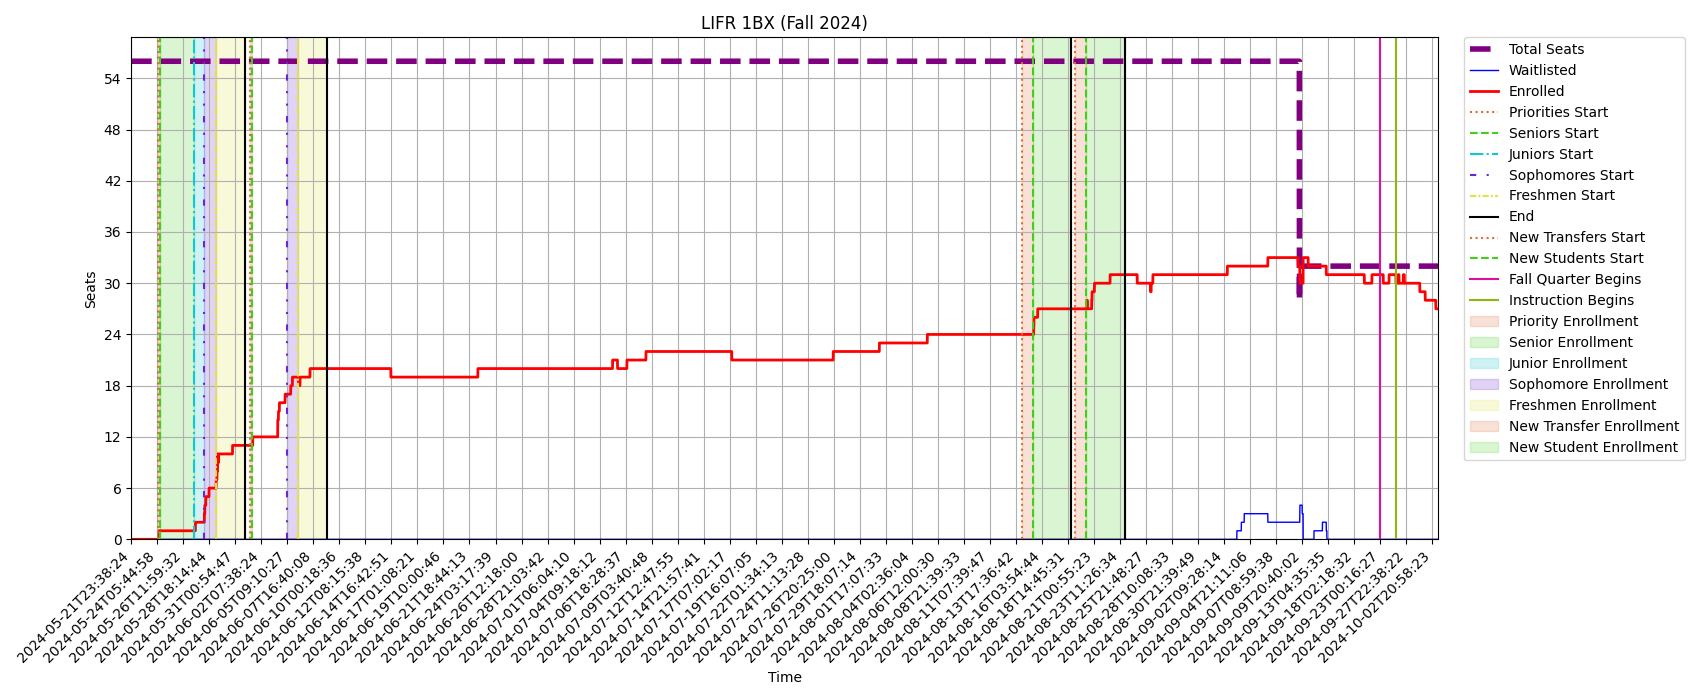 LIFR 1BX (Fall 2024)
Seats
54
48
42
36
30
24
18
12
6
0
2024-05-21T23:38:24
2024-05-24T05:44:58
2024-05-26T11:59:32
2024-05-28T18:14:44
2024-05-31T00:54:47
2024-06-02T07:38:24
2024-06-05T09:10:27
2024-06-07T16:40:08
2024-06-10T00:18:36
2024-06-12T08:15:38
2024-06-14T16:42:51
2024-06-17T01:08:21
2024-06-19T10:00:46
2024-06-21T18:44:13
2024-06-24T03:17:39
2024-06-26T12:18:00
2024-06-28T21:03:42
2024-07-01T06:04:10
2024-07-04T09:18:12
2024-07-06T18:28:37
2024-07-09T03:40:48
2024-07-12T12:47:55
2024-07-14T21:57:41
2024-07-17T07:02:17
2024-07-19T16:07:05
2024-07-22T01:34:13
2024-07-24T11:13:28
2024-07-26T20:25:00
2024-07-29T18:07:14
2024-08-01T17:07:33
2024-08-04T02:36:04
2024-08-06T12:00:30
2024-08-08T21:39:33
2024-08-11T07:39:47
2024-08-13T17:36:42
2024-08-16T03:54:44
2024-08-18T14:45:31
2024-08-21T00:55:23
2024-08-23T11:26:34
2024-08-25T21:48:27
2024-08-28T10:08:33
2024-08-30T21:39:49
2024-09-02T09:28:14
2024-09-04T21:11:06
2024-09-07T08:59:38
2024-09-09T20:40:02
2024-09-13T04:35:35
2024-09-18T02:18:32
2024-09-23T00:16:27
2024-09-27T22:38:22
2024-10-02T20:58:23
Time
Total Seats
Waitlisted
Enrolled
Priorities Start
Seniors Start
Juniors Start
Sophomores Start
Freshmen Start
End
New Transfers Start
New Students Start
Fall Quarter Begins
Instruction Begins
Priority Enrollment
Senior Enrollment
Junior Enrollment
Sophomore Enrollment
Freshmen Enrollment
New Transfer Enrollment
New Student Enrollment